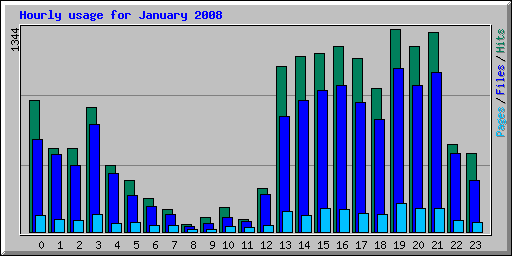 Hourly usage for January 2008
1344
Pages / Files / Hits
0 1 2 3 4 5 6 7 8 9 10 11 12 13 14 15 16 17 18 19 20 21 22 23